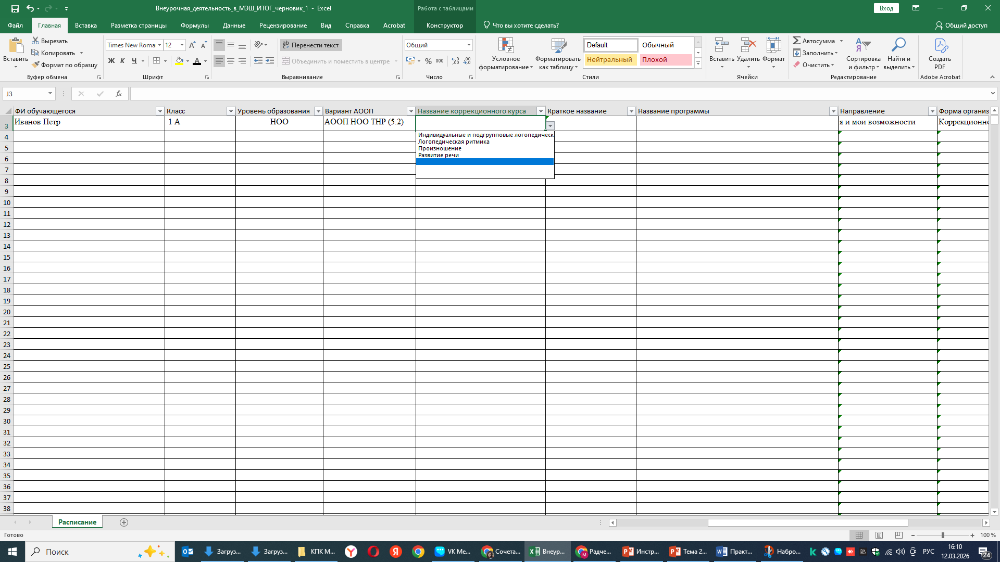 Внеурочная_деятельность_в_МЭШ_ИТОГ_черновик_1 - Excel
Работа с таблицами
Вход
Файл Главная Вставка Разметка страницы Формулы Данные Рецензирование Вид Справка Acrobat Конструктор Что вы хотите сделать? Общий доступ
Вставить
Вырезать
Копировать
Формат по образцу
Буфер обмена
Times New Roma 12
Ж К Ч
Шрифт
Перенести текст
Объединить и поместить в центре
Выравнивание
Общий
% 000
Число
Условное форматирование
Форматировать как таблицу
Default Обычный
Нейтральный Плохой
Стили
Вставить Удалить Формат
Ячейки
Автосумма
Заполнить
Очистить
Сортировка и фильтр
Найти и выделить
Редактирование
Создать PDF
Adobe Acrobat
J3
fx
ФИ обучающегося Класс Уровень образования Вариант АООП Название коррекционного курса Краткое название Название программы Направление Форма организ
3 Иванов Петр 1 А НОО АООП НОО ТНР (5.2) я и мои возможности Коррекционно
Индивидуальные и подгрупповые логопедическ
Логопедическая ритмика
Произношение
Развитие речи
4
5
6
7
8
9
10
11
12
13
14
15
16
17
18
19
20
21
22
23
24
25
26
27
28
29
30
31
32
33
34
35
36
37
38
Расписание
Готово
100 %
Поиск
Загруз... Загруз... КПК М... VK Ме... Сочета... Внеур... Радче... Инстр... Тема 2... Практ... Набро...
РУС
16:10
12.03.2026
24